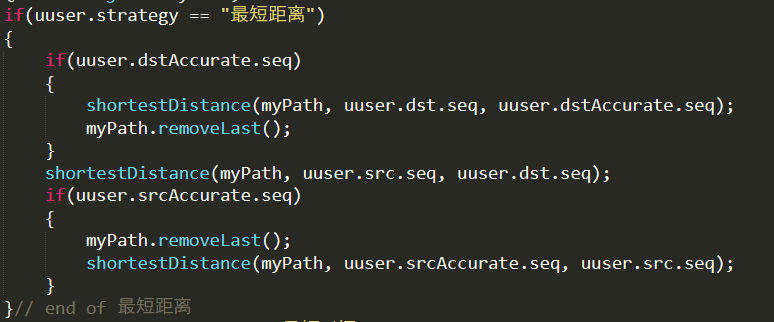 if(uuser.strategy == "最短距离")
{
    if(uuser.dstAccurate.seq)
    {
        shortestDistance(myPath, uuser.dst.seq, uuser.dstAccurate.seq);
        myPath.removeLast();
    }
    shortestDistance(myPath, uuser.src.seq, uuser.dst.seq);
    if(uuser.srcAccurate.seq)
    {
        myPath.removeLast();
        shortestDistance(myPath, uuser.srcAccurate.seq, uuser.src.seq);
    }
}// end of 最短距离